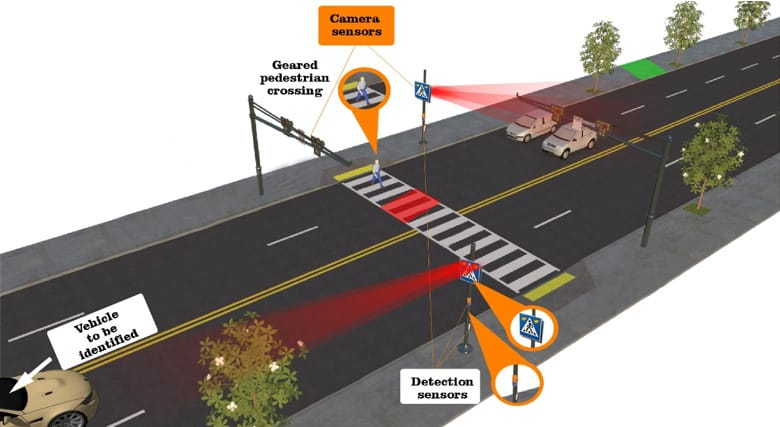 Camera
sensors
Geared
pedestrian
crossing
Vehicle
to be
identified
Detection
sensors